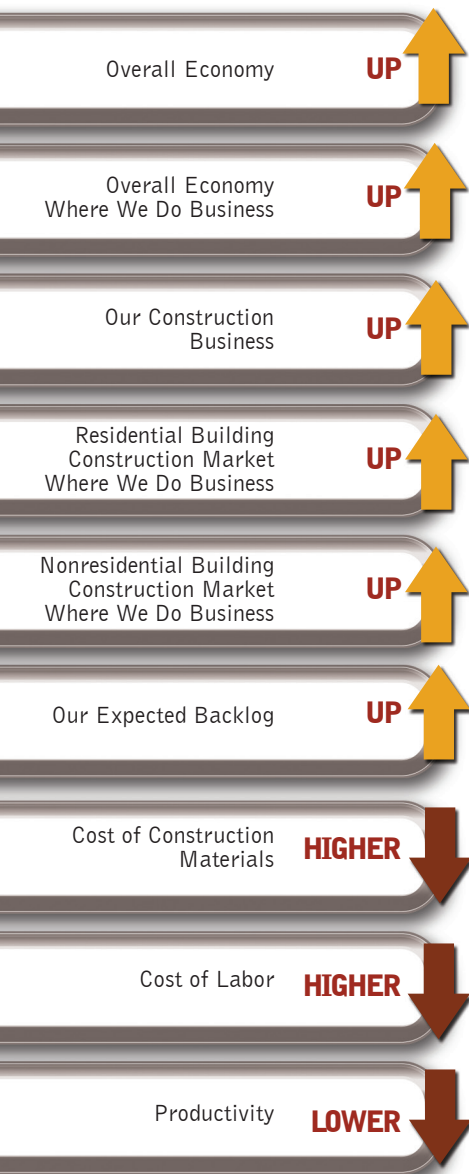 Overall Economy UP
Overall Economy
Where We Do Business UP
Our Construction
Business UP
Residential Building
Construction Market
Where We Do Business UP
Nonresidential Building
Construction Market
Where We Do Business UP
Our Expected Backlog UP
Cost of Construction
Materials HIGHER
Cost of Labor HIGHER
Productivity LOWER